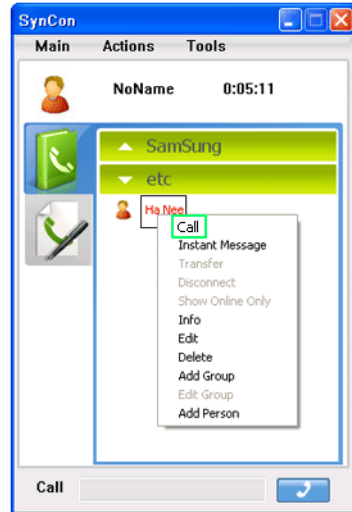 SynCon
Main Actions Tools
NoName 0:05:11
SamSung
etc
Ha Nee
Call
Instant Message
Transfer
Disconnect
Show Online Only
Info
Edit
Delete
Add Group
Edit Group
Add Person
Call